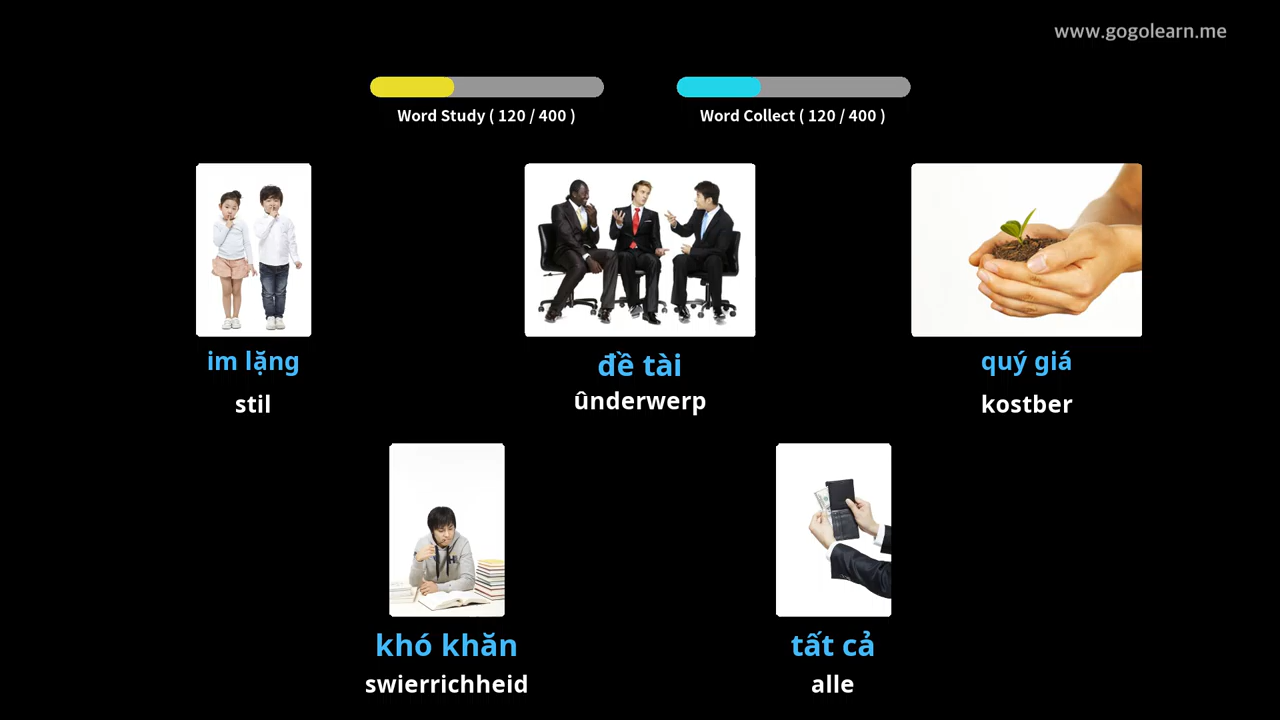 www.gogolearn.me
Word Study ( 120 / 400 )
Word Collect ( 120 / 400 )
im lặng
stil
đề tài
ûnderwerp
quý giá
kostber
khó khăn
swierrichheid
tất cả
alle